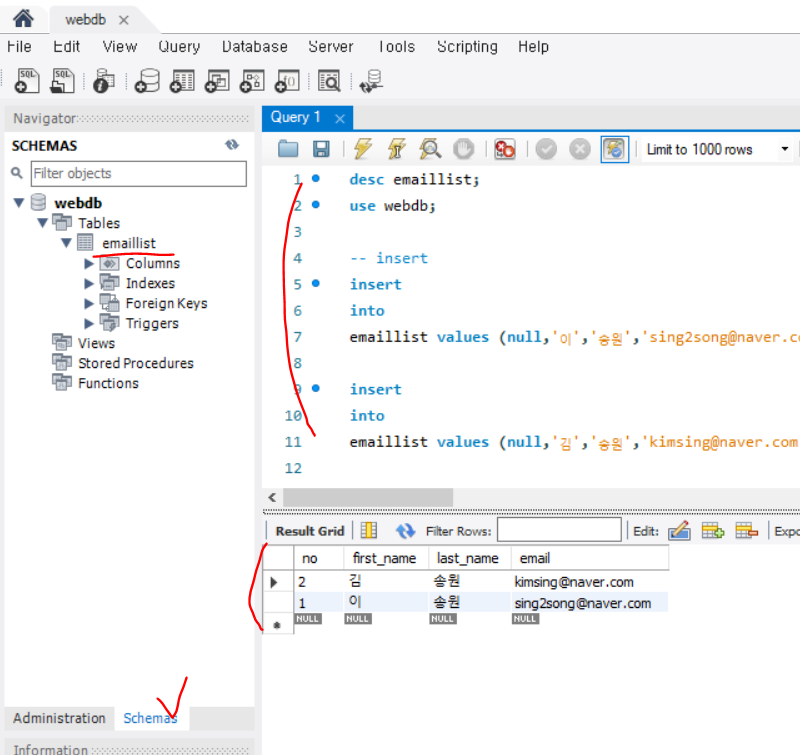 webdb ×
File Edit View Query Database Server Tools Scripting Help
Navigator
SCHEMAS
Filter objects
webdb
Tables
emaillist
Columns
Indexes
Foreign Keys
Triggers
Views
Stored Procedures
Functions
Administration Schemas
Information
Query 1 ×
Limit to 1000 rows
1 desc emaillist;
2 use webdb;
3
4 -- insert
5 insert
6 into
7 emaillist values (null,'이','송원','sing2song@naver.co
8
9 insert
10 into
11 emaillist values (null,'김','송원','kimsing@naver.com
12
Result Grid Filter Rows: Edit: Expo
no first_name last_name email
2 김 송원 kimsing@naver.com
1 이 송원 sing2song@naver.com
NULL NULL NULL NULL